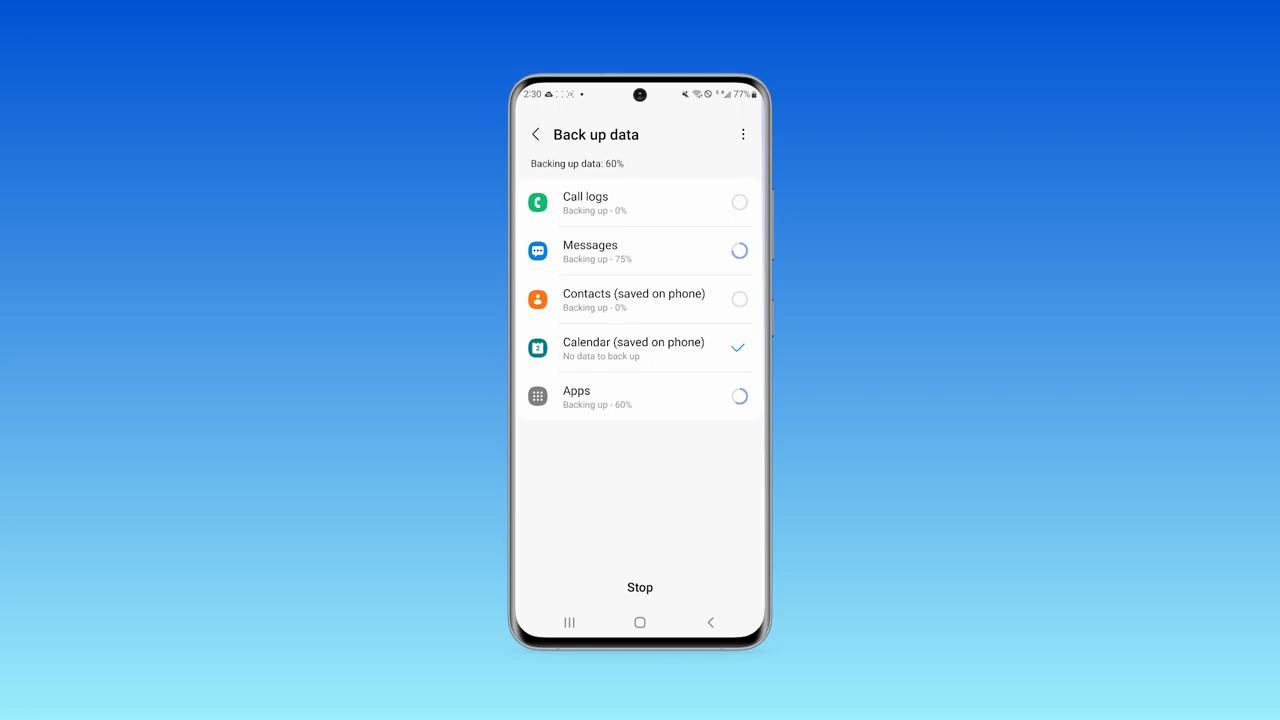 2:30
77%
Back up data
Backing up data: 60%
Call logs
Backing up - 0%
Messages
Backing up - 75%
Contacts (saved on phone)
Backing up - 0%
Calendar (saved on phone)
No data to back up
2
Apps
Backing up - 60%
Stop